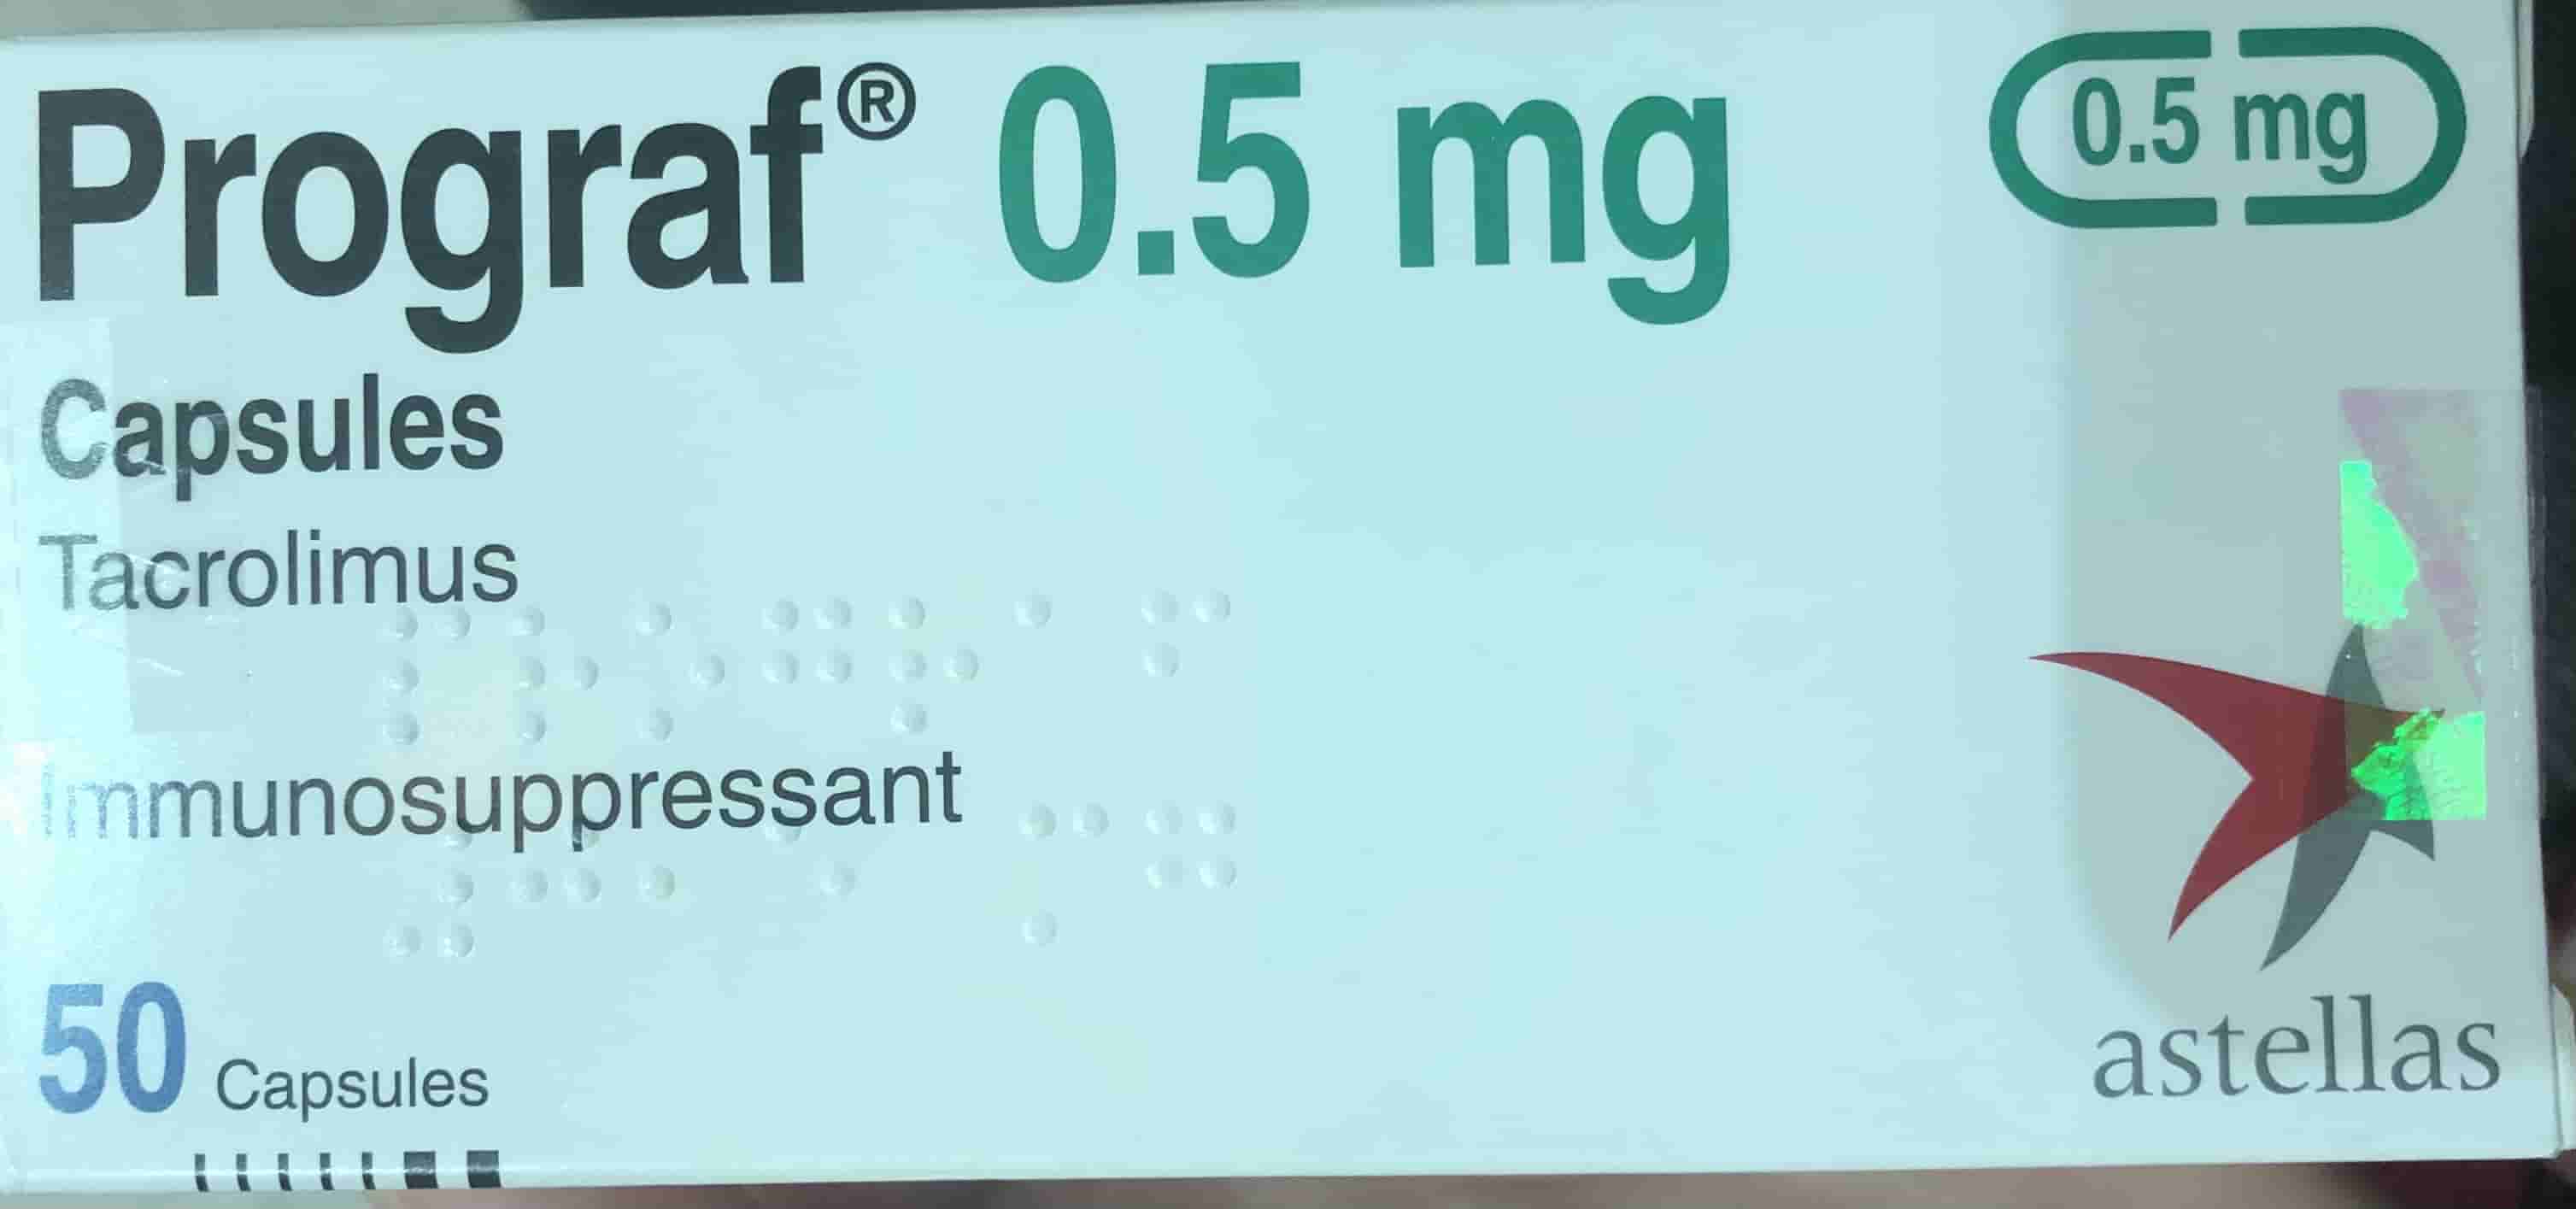 Prograf® 0.5 mg
0.5 mg
Capsules
Tacrolimus
Immunosuppressant
50 Capsules
astellas